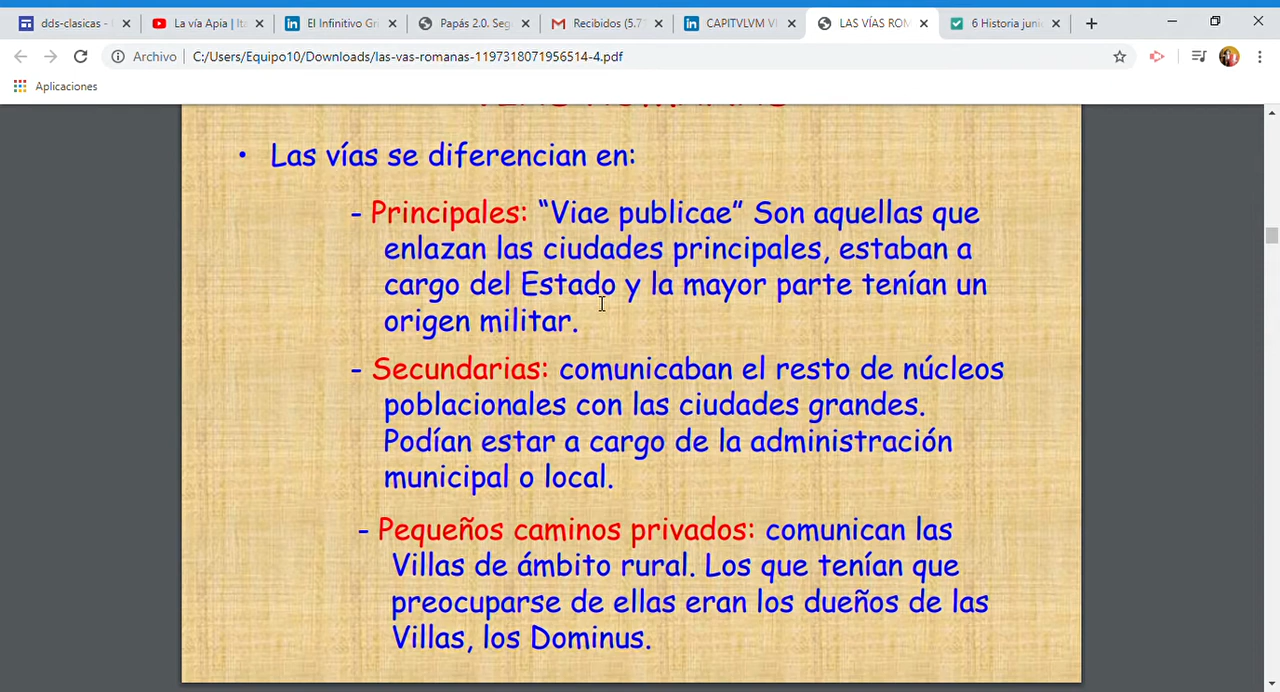 dds-clasicas -
La vía Apia | Ita
El Infinitivo Gr
Papás 2.0. Seg
Recibidos (5.7
CAPITVLVM V
LAS VÍAS ROM
6 Historia juni
Archivo C:/Users/Equipo10/Downloads/las-vas-romanas-1197318071956514-4.pdf
Aplicaciones
• Las vías se diferencian en:
- Principales: “Viae publicae” Son aquellas que
enlazan las ciudades principales, estaban a
cargo del Estado y la mayor parte tenían un
origen militar.
- Secundarias: comunicaban el resto de núcleos
poblacionales con las ciudades grandes.
Podían estar a cargo de la administración
municipal o local.
- Pequeños caminos privados: comunican las
Villas de ámbito rural. Los que tenían que
preocuparse de ellas eran los dueños de las
Villas, los Dominus.